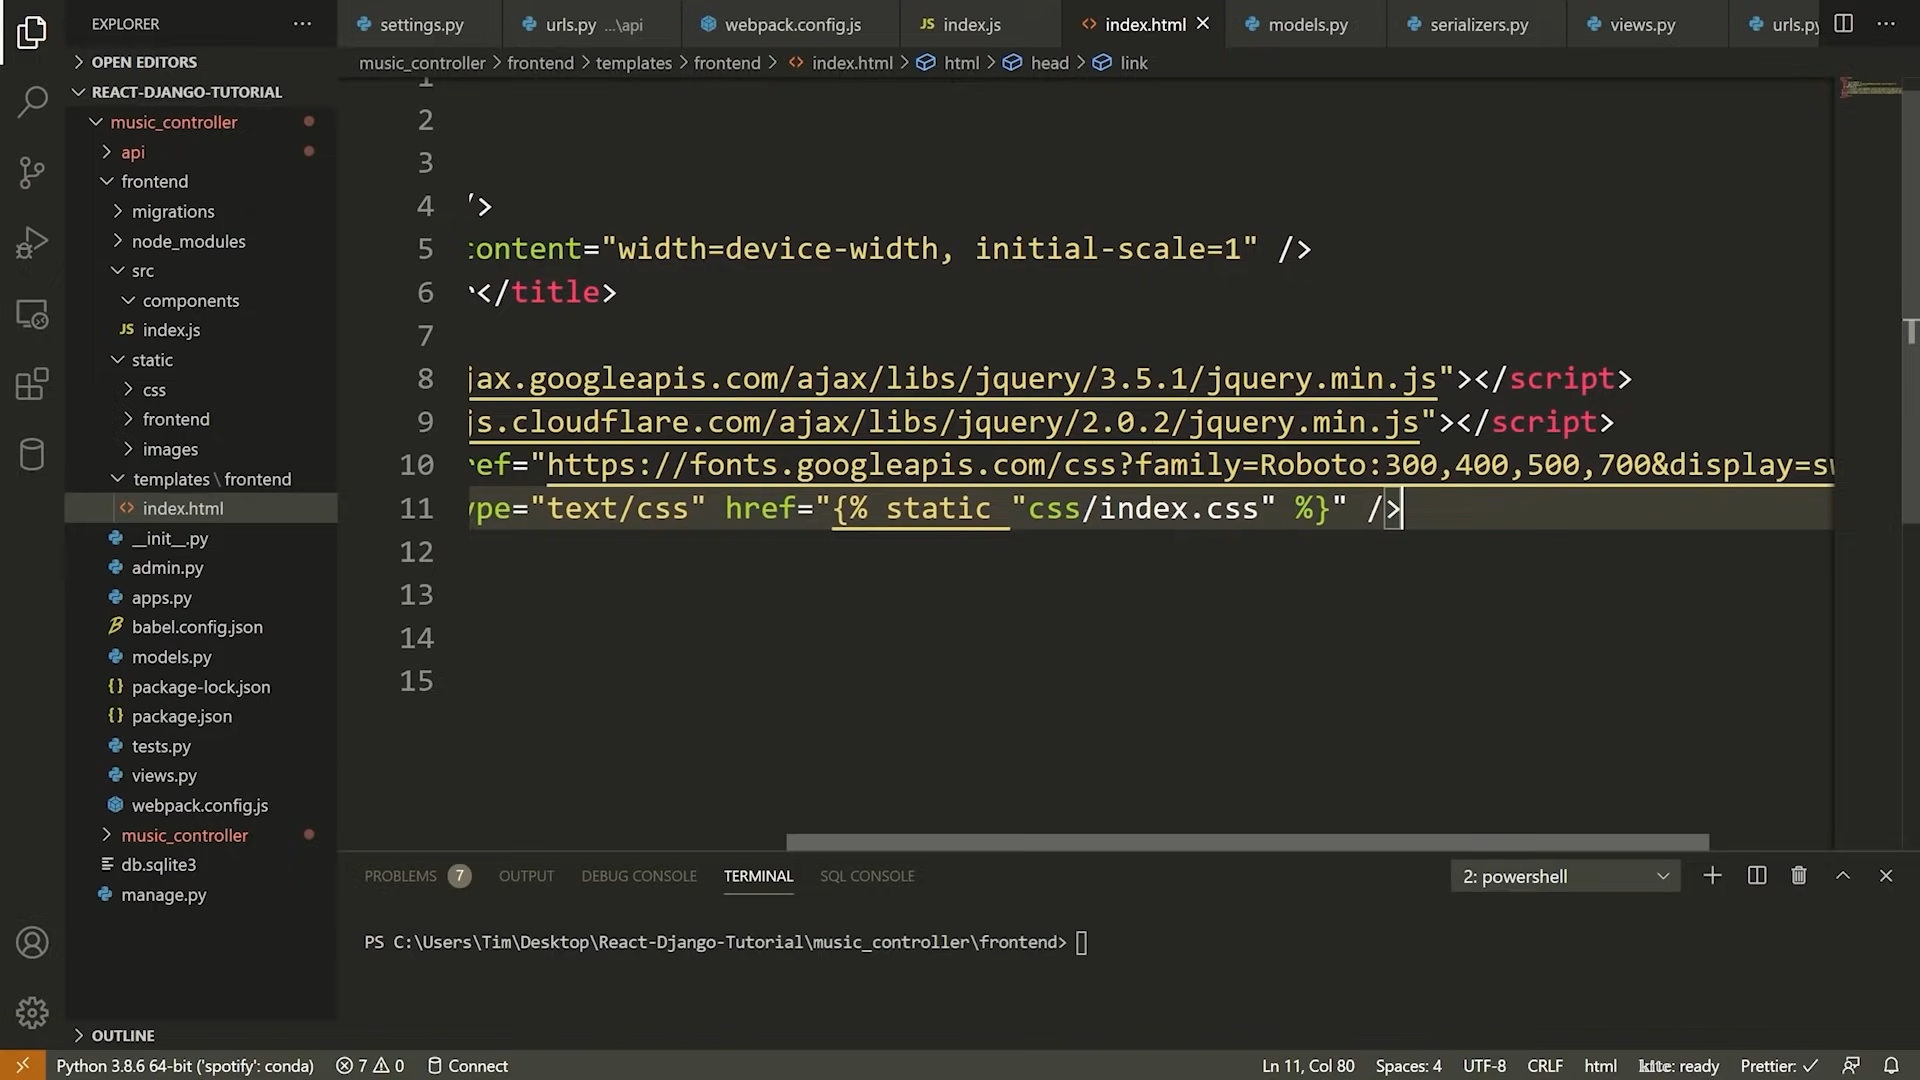 EXPLORER
settings.py
urls.py ...\api
webpack.config.js
JS index.js
index.html
models.py
serializers.py
views.py
urls.py
OPEN EDITORS
music_controller > frontend > templates > frontend > index.html > html > head > link
REACT-DJANGO-TUTORIAL
music_controller
api
frontend
migrations
node_modules
src
components
JS index.js
static
css
frontend
images
templates \ frontend
index.html
__init__.py
admin.py
apps.py
babel.config.json
models.py
{} package-lock.json
{} package.json
tests.py
views.py
webpack.config.js
music_controller
db.sqlite3
manage.py
OUTLINE
1
2
3
4 "/>
5 content="width=device-width, initial-scale=1" />
6 </title>
7
8 jax.googleapis.com/ajax/libs/jquery/3.5.1/jquery.min.js"></script>
9 js.cloudflare.com/ajax/libs/jquery/2.0.2/jquery.min.js"></script>
10 ref="https://fonts.googleapis.com/css?family=Roboto:300,400,500,700&display=sw
11 ype="text/css" href="{% static "css/index.css" %}" />
12
13
14
15
PROBLEMS 7 OUTPUT DEBUG CONSOLE TERMINAL SQL CONSOLE
2: powershell
PS C:\Users\Tim\Desktop\React-Django-Tutorial\music_controller\frontend>
Python 3.8.6 64-bit ('spotify': conda) 7 0 Connect
Ln 11, Col 80 Spaces: 4 UTF-8 CRLF html kite: ready Prettier: ✓